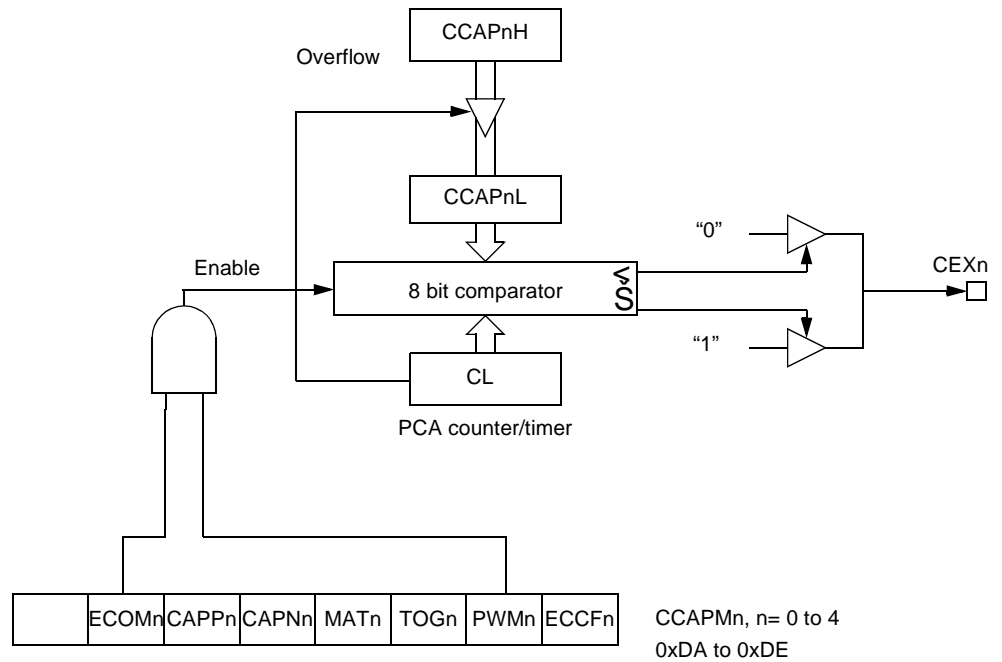 CCAPnH
Overflow
CCAPnL
“0”
Enable
8 bit comparator
<
CEXn
“1”
CL
PCA counter/timer
ECOMn CAPPn CAPNn MATn TOGn PWMn ECCFn
CCAPMn, n= 0 to 4
0xDA to 0xDE